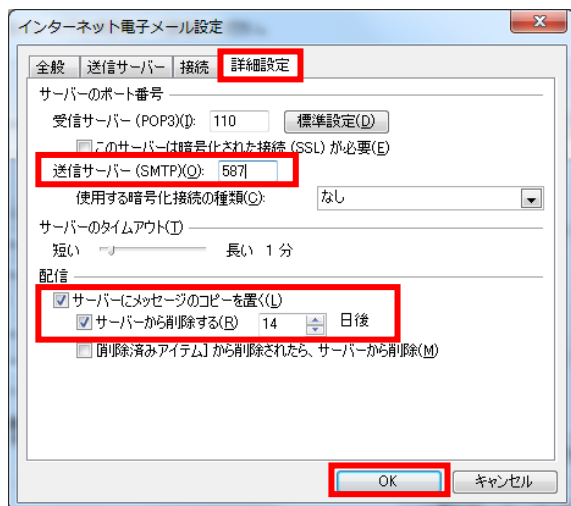 インターネット電子メール設定
全般 送信サーバー 接続 詳細設定
サーバーのポート番号
受信サーバー (POP3)(I): 110 標準設定(D)
このサーバーは暗号化された接続 (SSL) が必要(E)
送信サーバー (SMTP)(O): 587
使用する暗号化接続の種類(C): なし
サーバーのタイムアウト(T)
短い 長い 1 分
配信
サーバーにメッセージのコピーを置く(L)
サーバーから削除する(R) 14 日後
[削除済みアイテム] から削除されたら、サーバーから削除(M)
OK キャンセル